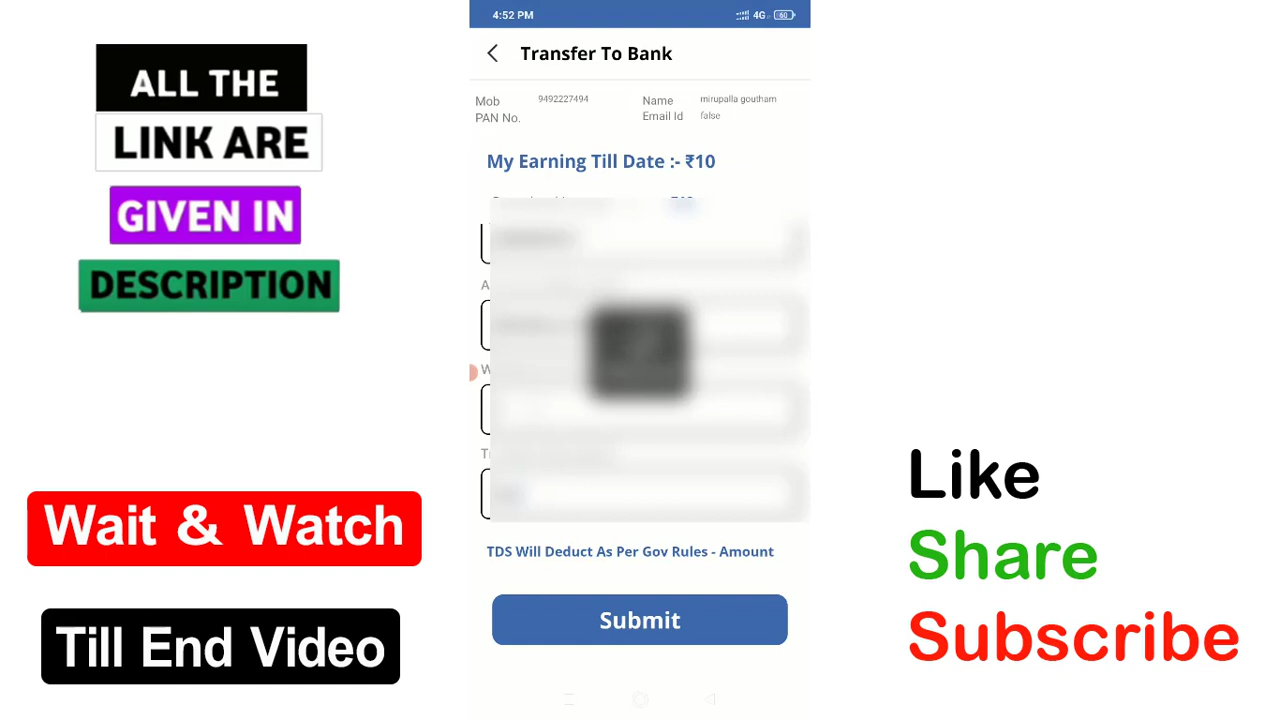 ALL THE
LINK ARE
GIVEN IN
DESCRIPTION
Wait & Watch
Till End Video
4:52 PM
4G
60
Transfer To Bank
Mob 9492227494
Name mirupalla goutham
PAN No.
Email Id false
My Earning Till Date :- ₹10
TDS Will Deduct As Per Gov Rules - Amount
Submit
Like
Share
Subscribe